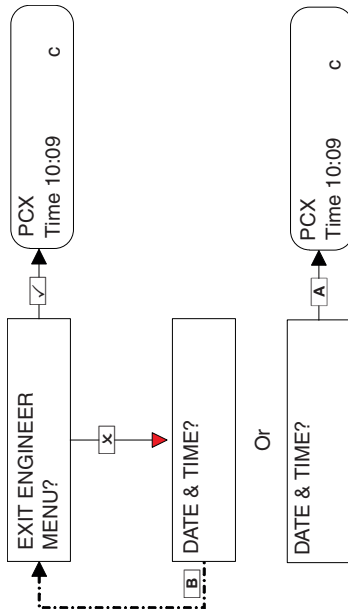 EXIT ENGINEER
MENU?
✓
PCX
Time 10:09 c
x
B
DATE & TIME?
Or
DATE & TIME?
A
PCX
Time 10:09 c